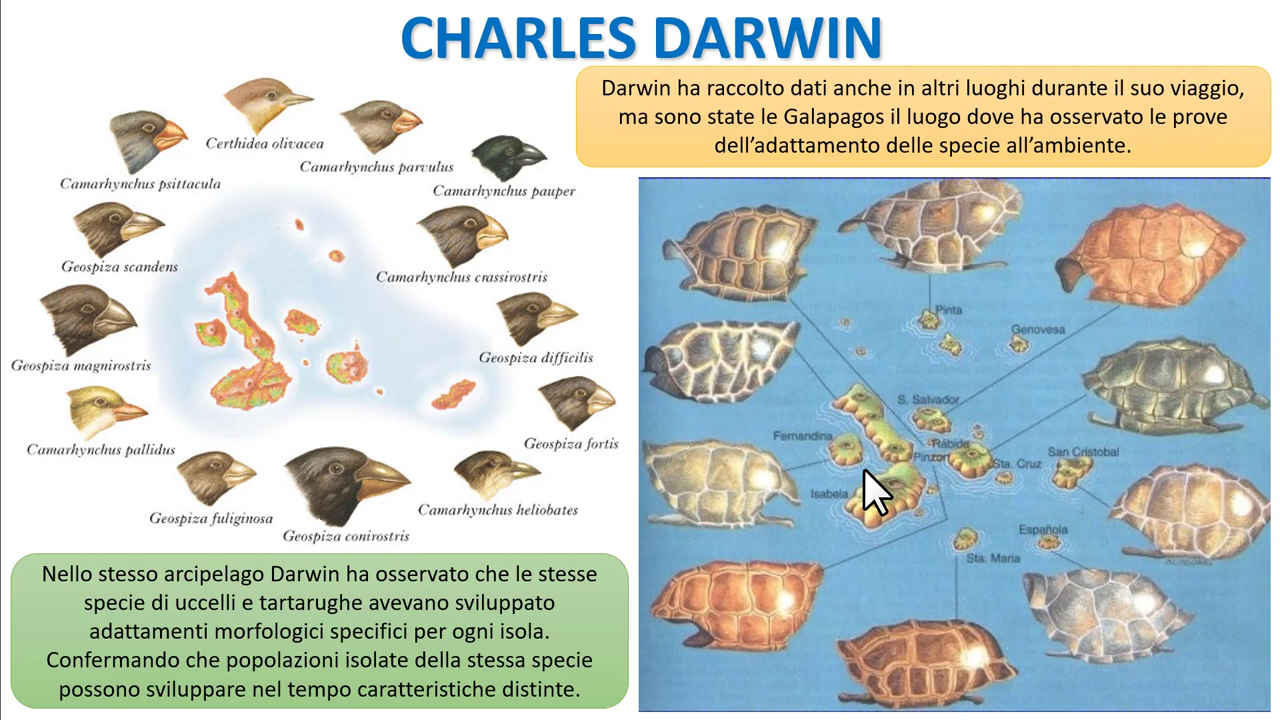 CHARLES DARWIN
Darwin ha raccolto dati anche in altri luoghi durante il suo viaggio,
ma sono state le Galapagos il luogo dove ha osservato le prove
dell’adattamento delle specie all’ambiente.
Certhidea olivacea
Camarhynchus parvulus
Camarhynchus psittacula
Camarhynchus pauper
Geospiza scandens
Camarhynchus crassirostris
Geospiza difficilis
Geospiza magnirostris
Geospiza fortis
Camarhynchus pallidus
Camarhynchus heliobates
Geospiza fuliginosa
Geospiza conirostris
Pinta
Genovesa
S. Salvador
Fernandina
Rábida
Pinzon
Sta. Cruz
San Cristobal
Isabela
Española
Sta. Maria
Nello stesso arcipelago Darwin ha osservato che le stesse
specie di uccelli e tartarughe avevano sviluppato
adattamenti morfologici specifici per ogni isola.
Confermando che popolazioni isolate della stessa specie
possono sviluppare nel tempo caratteristiche distinte.